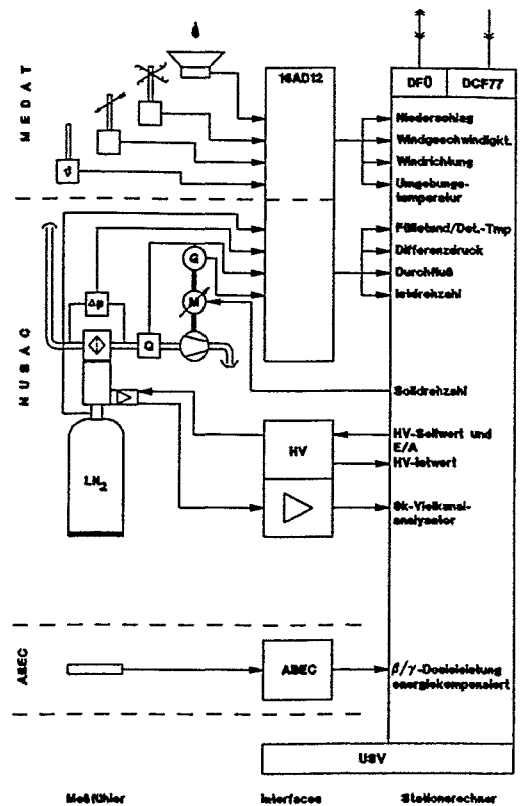 MEDAT
16AD12
DFÜ
DCF77
Niederschlag
Windgeschwindigkt.
Windrichtung
Umgebungs-
temperatur
ϑ
NUSAC
Füllstand/Det.-Tmp
Differenzdruck
Durchfluß
Istdrehzahl
G
M
Δp
Q
Solldrehzahl
HV-Sollwert und
E/A
HV-Istwert
HV
LN2
8k-Vielkanal-
analysator
ABEC
ABEC
β/γ-Dosisleistung
energiekompensiert
USV
Meßfühler
Interfaces
Stationsrechner